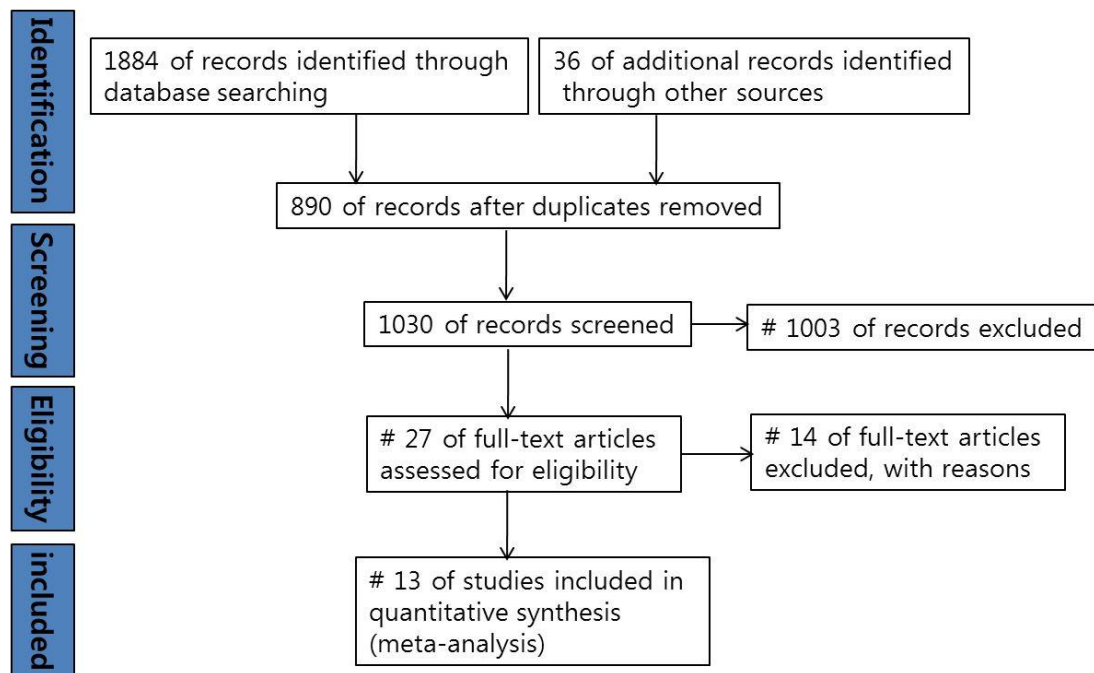 Identification
1884 of records identified through
database searching
36 of additional records identified
through other sources
890 of records after duplicates removed
Screening
1030 of records screened
# 1003 of records excluded
Eligibility
# 27 of full-text articles
assessed for eligibility
# 14 of full-text articles
excluded, with reasons
included
# 13 of studies included in
quantitative synthesis
(meta-analysis)